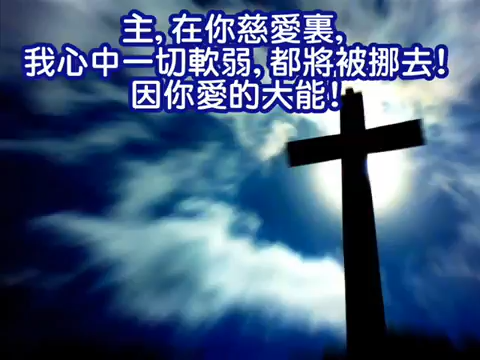 主，在你慈愛裏，
我心中一切軟弱，都將被挪去！
因你愛的大能！